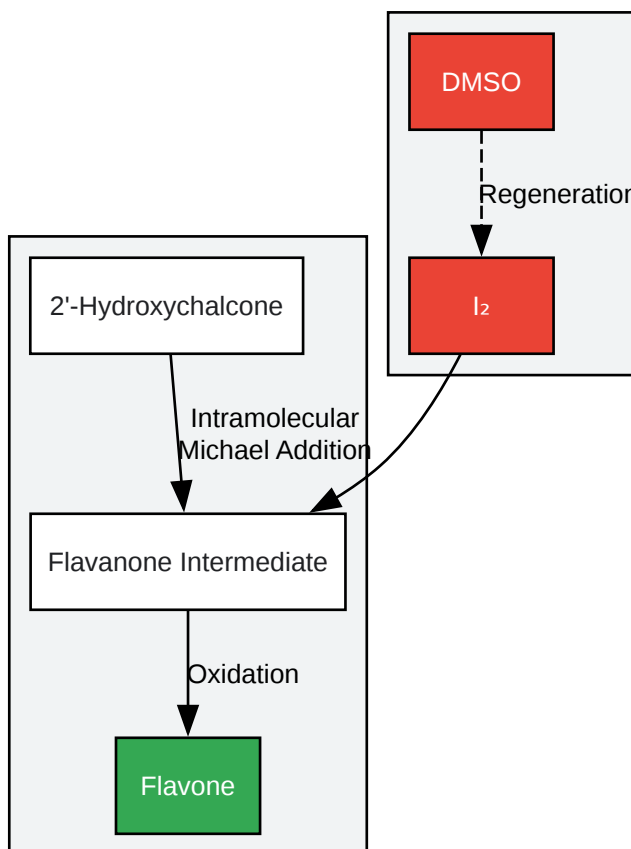 DMSO
Regeneration
2'-Hydroxychalcone
I₂
Intramolecular
Michael Addition
Flavanone Intermediate
Oxidation
Flavone